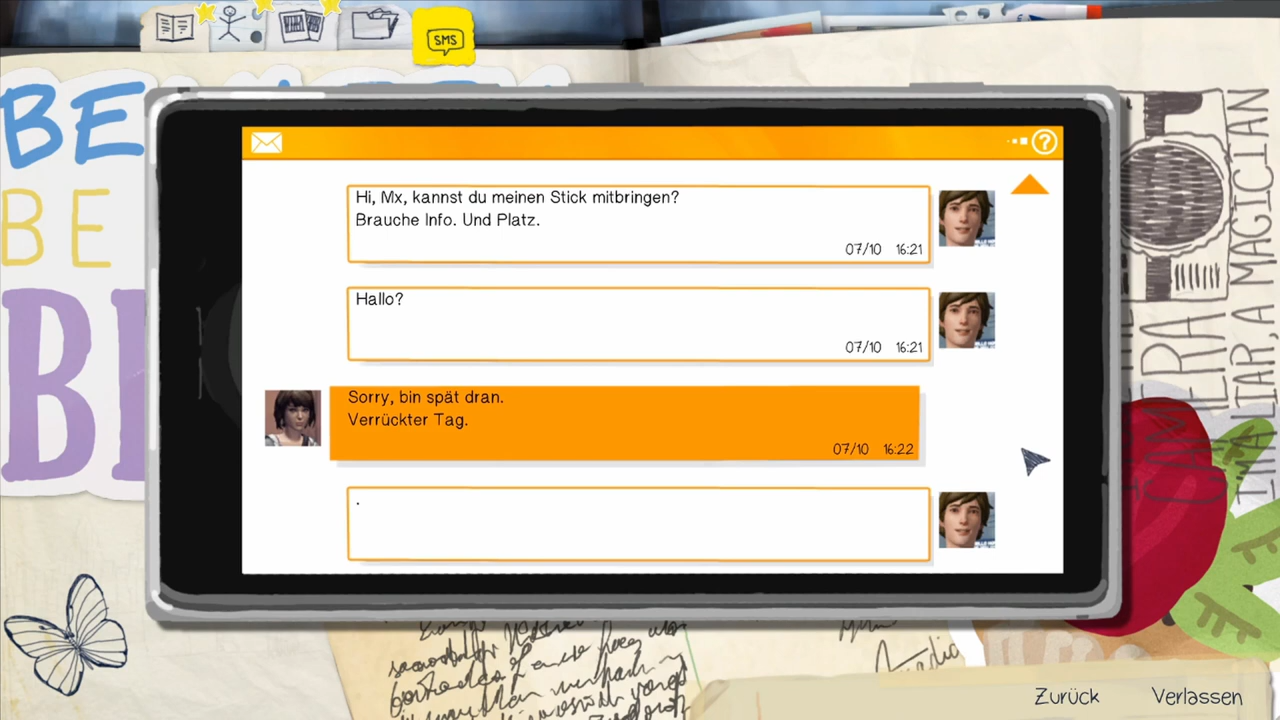 SMS
BE
BE
Hi, Mx, kannst du meinen Stick mitbringen?
Brauche Info. Und Platz.
07/10 16:21
Hallo?
07/10 16:21
Sorry, bin spät dran.
Verrückter Tag.
07/10 16:22
.
LIAR, A MAGICIAN
Zurück
Verlassen